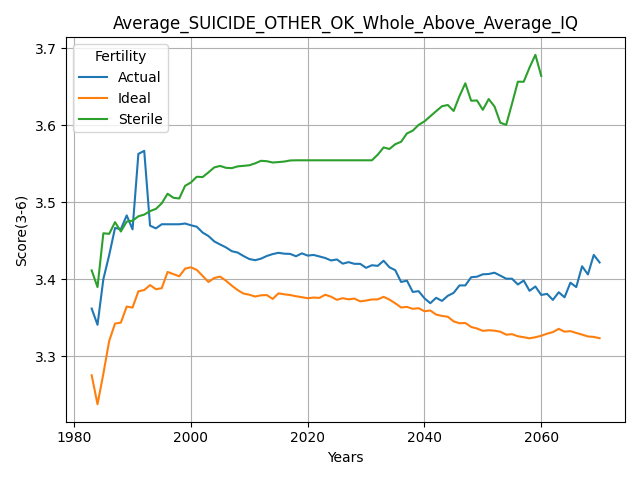 Average_SUICIDE_OTHER_OK_Whole_Above_Average_IQ
Fertility
Actual
Ideal
Sterile
Score(3-6)
3.7
3.6
3.5
3.4
3.3
1980 2000 2020 2040 2060
Years